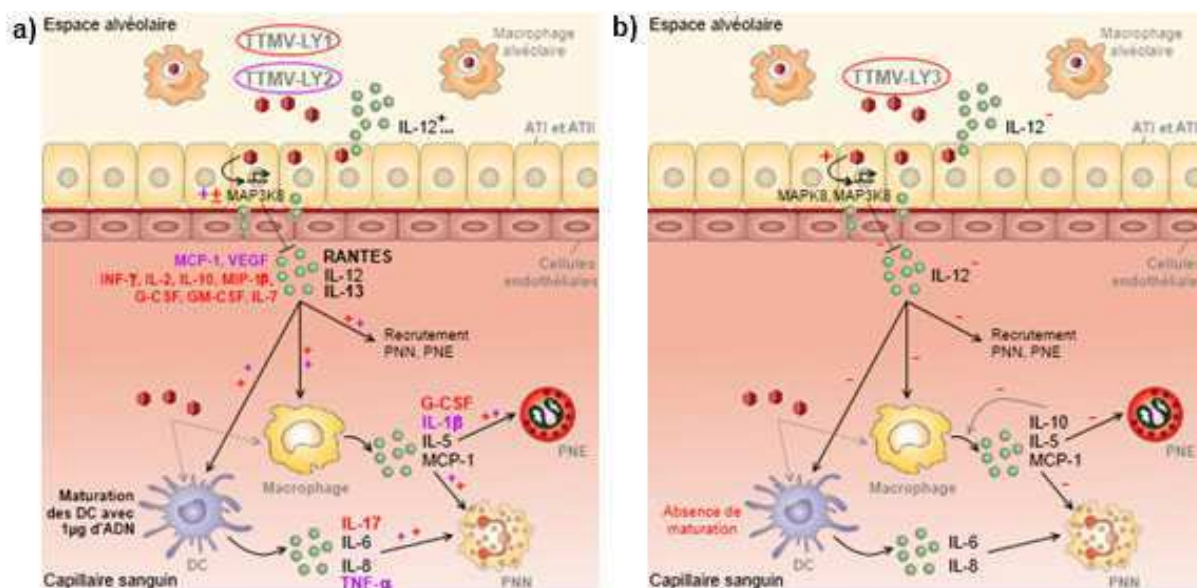 a)
Espace alvéolaire
TTMV-LY1
TTMV-LY2
Macrophage
alvéolaire
IL-12+...
ATI et ATII
+ ± MAP3K8
MCP-1, VEGF
INF-γ, IL-2, IL-10, MIP-1β,
G-CSF, GM-CSF, IL-7
RANTES
IL-12
IL-13
Cellules
endothéliales
++
Recrutement
PNN, PNE
++
++
G-CSF
IL-1β
IL-5
MCP-1
++
PNE
++
Macrophage
Maturation
des DC avec
1µg d'ADN
DC
IL-17
IL-6
IL-8
TNF-α
++
PNN
Capillaire sanguin
b)
Espace alvéolaire
TTMV-LY3
Macrophage
alvéolaire
IL-12 -
ATI et ATII
+
MAPK8, MAP3K8
-
IL-12 -
Cellules
endothéliales
-
Recrutement
PNN, PNE
-
-
-
IL-10
IL-5
MCP-1
-
PNE
-
Macrophage
Absence de
maturation
DC
IL-6
IL-8
PNN
Capillaire sanguin